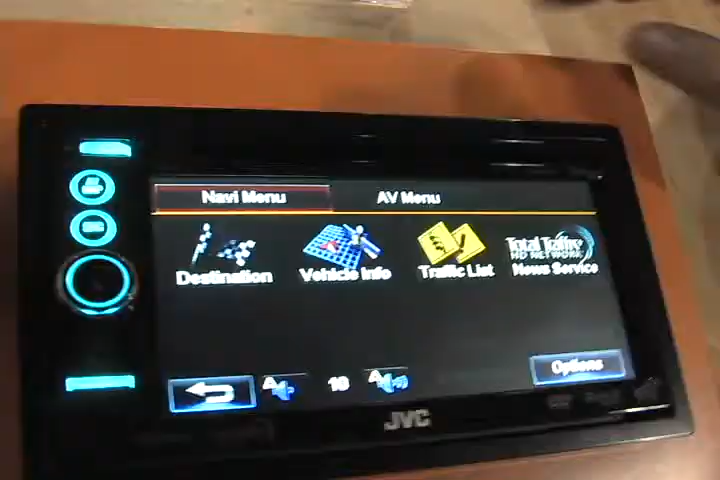 Navi Menu
AV Menu
Destination
Vehicle Info
Traffic List
Total Traffic
HD NETWORK
News Service
A
10
A
Options
JVC